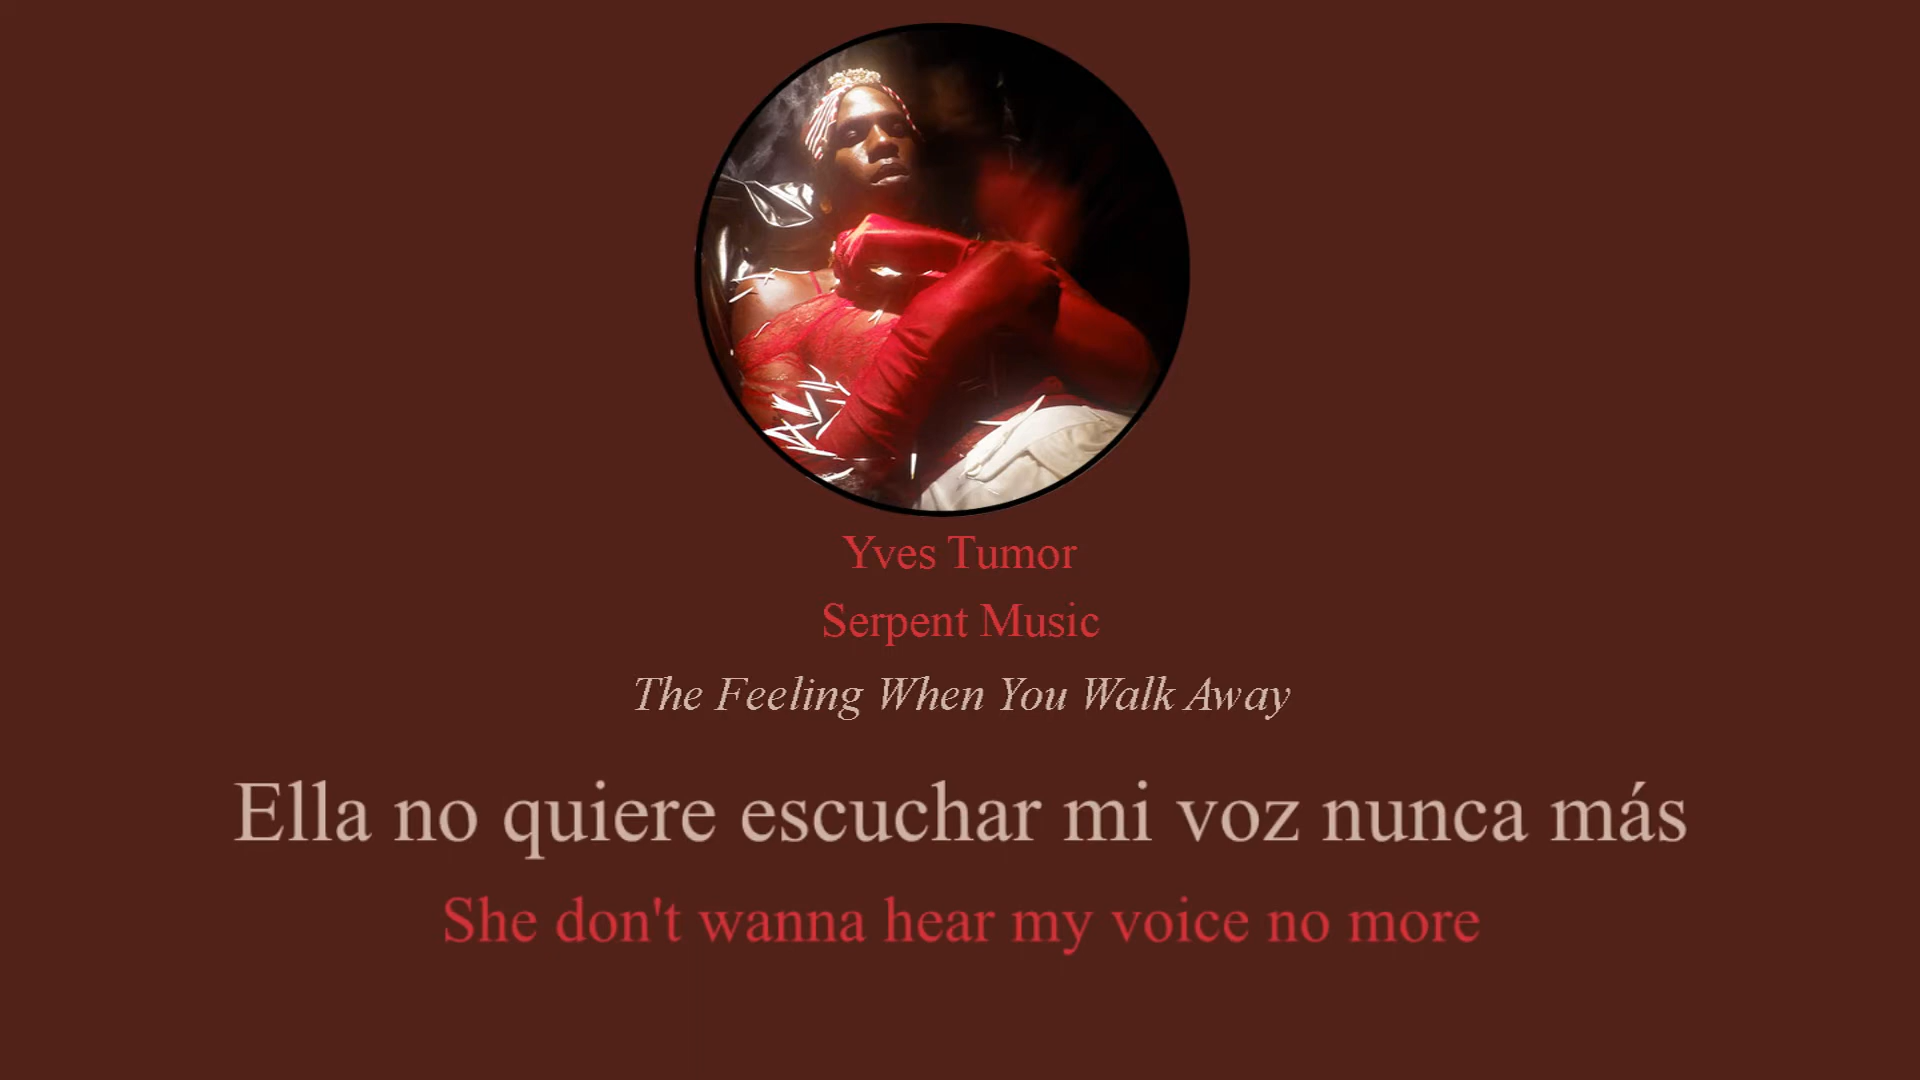 Yves Tumor
Serpent Music
The Feeling When You Walk Away
Ella no quiere escuchar mi voz nunca más
She don't wanna hear my voice no more